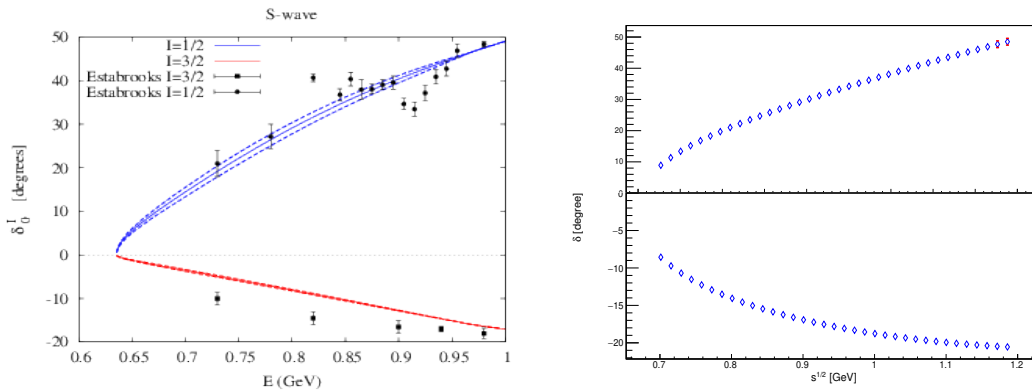 S-wave
I=1/2
I=3/2
Estabrooks I=3/2
Estabrooks I=1/2
δ₀ᴵ [degrees]
50
40
30
20
10
0
-10
-20
0.6 0.65 0.7 0.75 0.8 0.85 0.9 0.95 1
E (GeV)
50
40
30
20
10
0
−5
−10
−15
−20
δ [degree]
0.7 0.8 0.9 1 1.1 1.2
s^{1/2} [GeV]